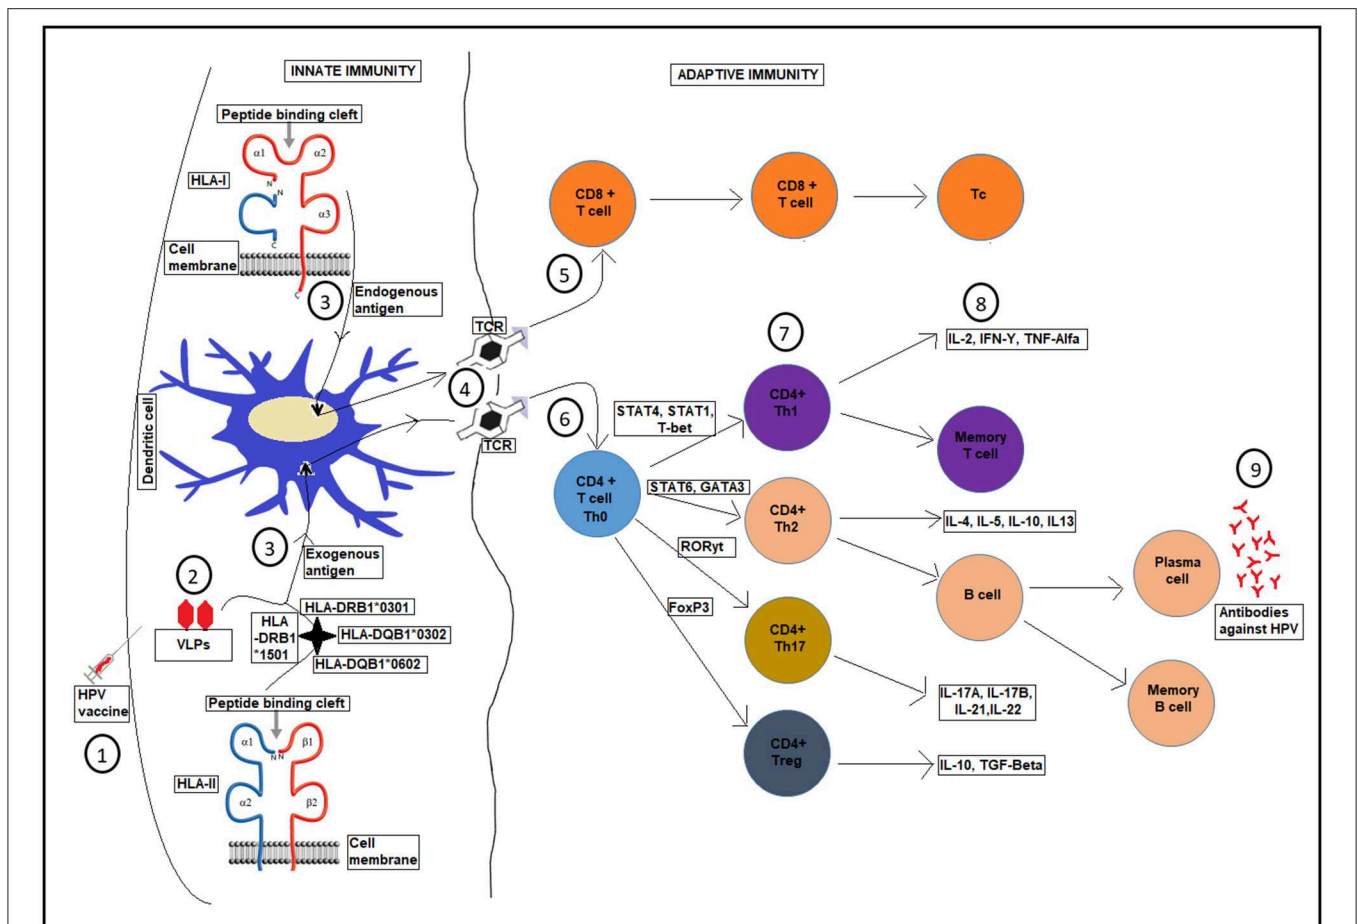 INNATE IMMUNITY
ADAPTIVE IMMUNITY
Peptide binding cleft
α1
α2
HLA-I
N
N
α3
C
Cell
membrane
C
3
Endogenous
antigen
CD8 +
T cell
CD8 +
T cell
Tc
5
TCR
4
TCR
6
7
8
IL-2, IFN-Y, TNF-Alfa
STAT4, STAT1,
T-bet
CD4+
Th1
Memory
T cell
Dendritic cell
CD4 +
T cell
Th0
STAT6, GATA3
CD4+
Th2
IL-4, IL-5, IL-10, IL13
9
RORyt
B cell
Plasma
cell
Antibodies
against HPV
FoxP3
CD4+
Th17
IL-17A, IL-17B,
IL-21,IL-22
Memory
B cell
CD4+
Treg
IL-10, TGF-Beta
3
Exogenous
antigen
2
VLPs
HLA-DRB1*0301
HLA
-DRB1
*1501
HLA-DQB1*0302
HLA-DQB1*0602
HPV
vaccine
1
Peptide binding cleft
α1
β1
N N
HLA-II
α2
β2
Cell
membrane